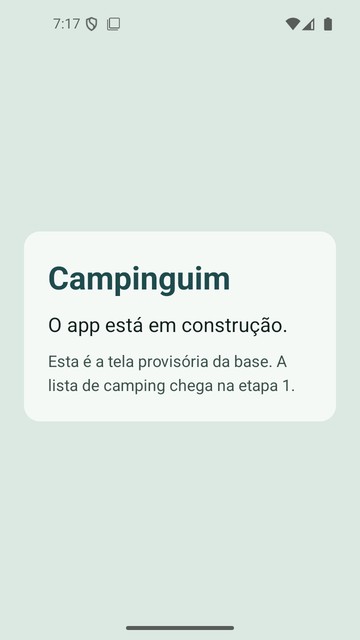 7:17
Campinguim
O app está em construção.
Esta é a tela provisória da base. A
lista de camping chega na etapa 1.